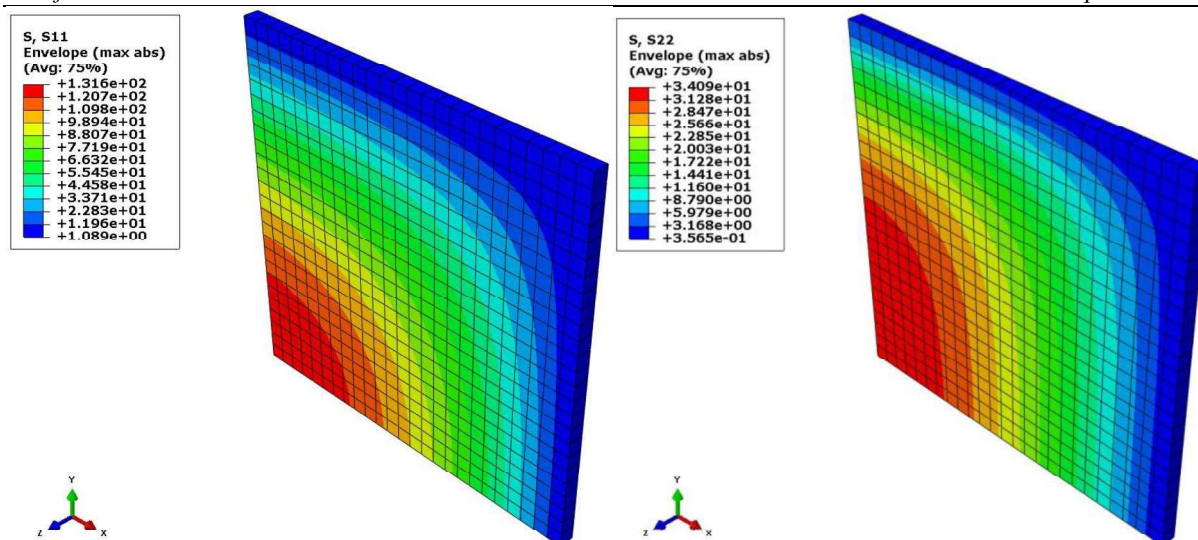 S, S11
Envelope (max abs)
(Avg: 75%)
+1.316e+02
+1.207e+02
+1.098e+02
+9.894e+01
+8.807e+01
+7.719e+01
+6.632e+01
+5.545e+01
+4.458e+01
+3.371e+01
+2.283e+01
+1.196e+01
+1.089e+00
Y
Z X
S, S22
Envelope (max abs)
(Avg: 75%)
+3.409e+01
+3.128e+01
+2.847e+01
+2.566e+01
+2.285e+01
+2.003e+01
+1.722e+01
+1.441e+01
+1.160e+01
+8.790e+00
+5.979e+00
+3.168e+00
+3.565e-01
Y
Z X